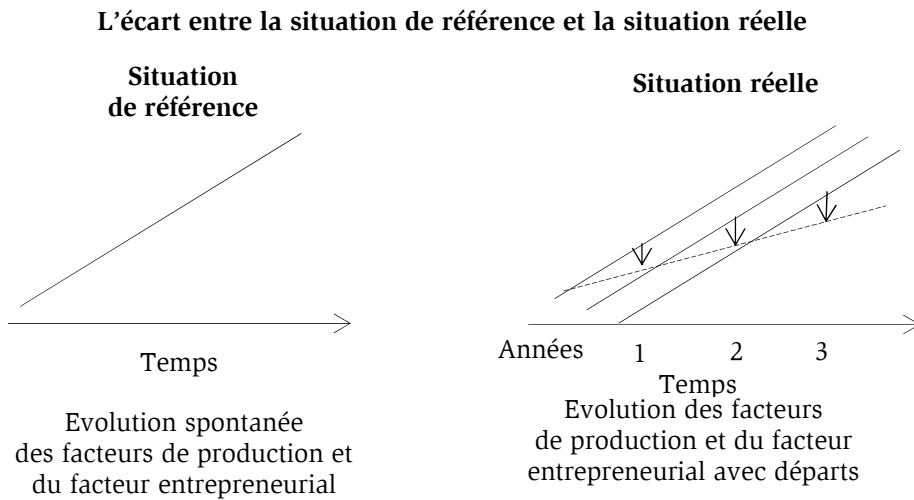 L'écart entre la situation de référence et la situation réelle
Situation
de référence
Temps
Evolution spontanée
des facteurs de production et
du facteur entrepreneurial
Situation réelle
Années 1 2 3
Temps
Evolution des facteurs
de production et du facteur
entrepreneurial avec départs